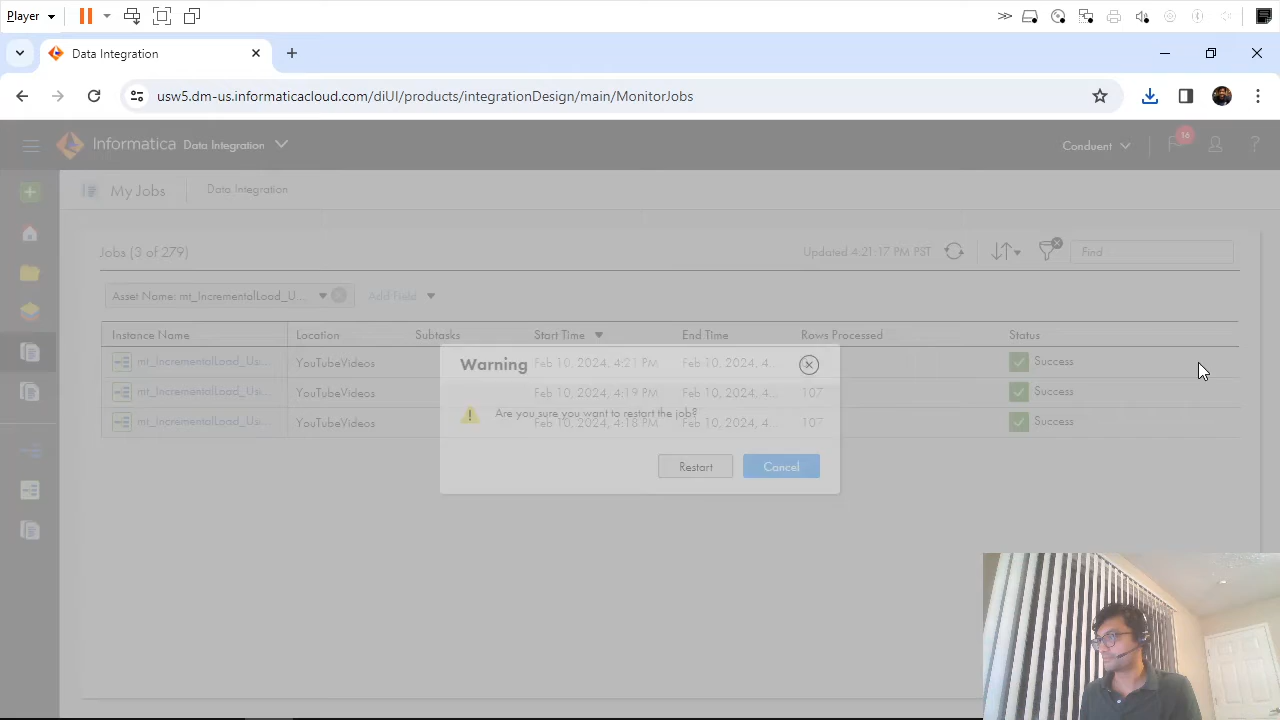 Player
Data Integration
usw5.dm-us.informaticacloud.com/diUI/products/integrationDesign/main/MonitorJobs
Informatica Data Integration
Conduent
16
?
My Jobs
Data Integration
Jobs (3 of 279)
Updated 4:21:17 PM PST
Find
Asset Name: mt_IncrementalLoad_U...
Add Field
Instance Name Location Subtasks Start Time End Time Rows Processed Status
mt_IncrementalLoad_Usi... YouTubeVideos Feb 10, 2024, 4:21 PM Feb 10, 2024, 4... Success
mt_IncrementalLoad_Usi... YouTubeVideos Feb 10, 2024, 4:19 PM Feb 10, 2024, 4... 107 Success
mt_IncrementalLoad_Usi... YouTubeVideos Feb 10, 2024, 4:18 PM Feb 10, 2024, 4... 107 Success
Warning
Are you sure you want to restart the job?
Restart
Cancel